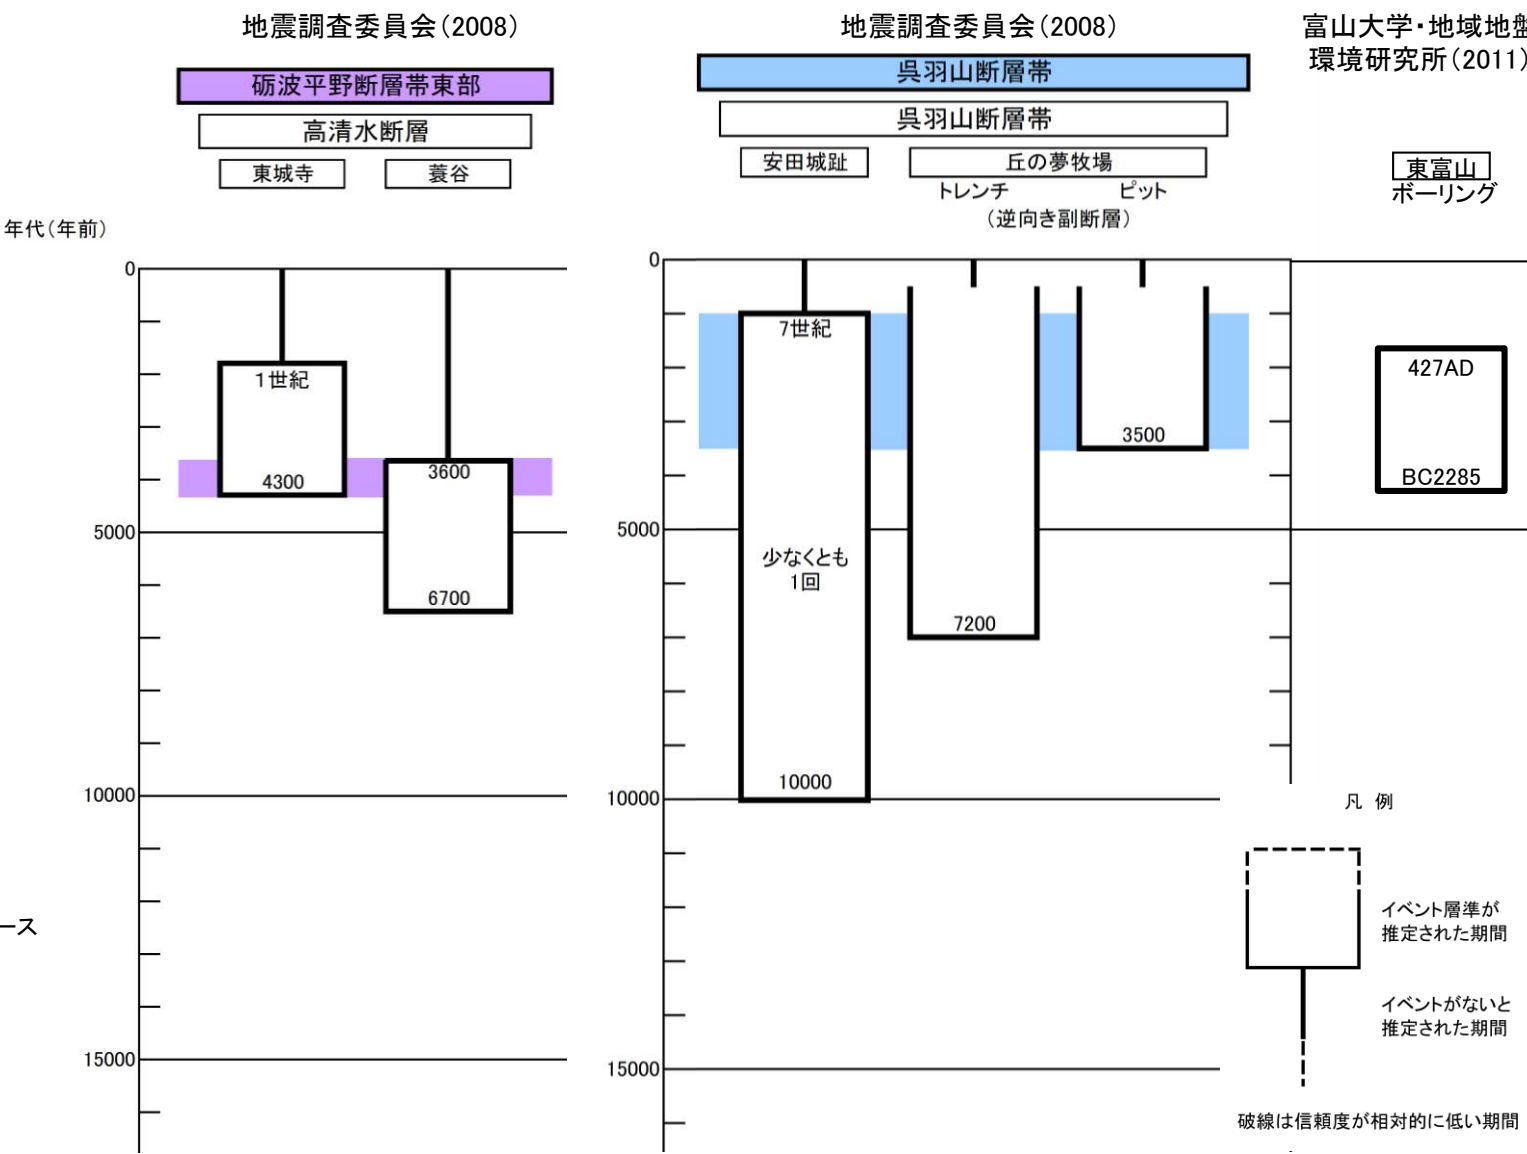 地震調査委員会(2008)
砺波平野断層帯東部
高清水断層
東城寺
蓑谷
年代(年前)
0
1世紀
4300
3600
5000
6700
10000
15000
ース
地震調査委員会(2008)
呉羽山断層帯
呉羽山断層帯
安田城趾
丘の夢牧場
トレンチ
ピット
(逆向き副断層)
0
7世紀
3500
5000
少なくとも
1回
7200
10000
10000
15000
富山大学・地域地盤
環境研究所(2011)
東富山
ボーリング
427AD
BC2285
凡 例
イベント層準が
推定された期間
イベントがないと
推定された期間
破線は信頼度が相対的に低い期間